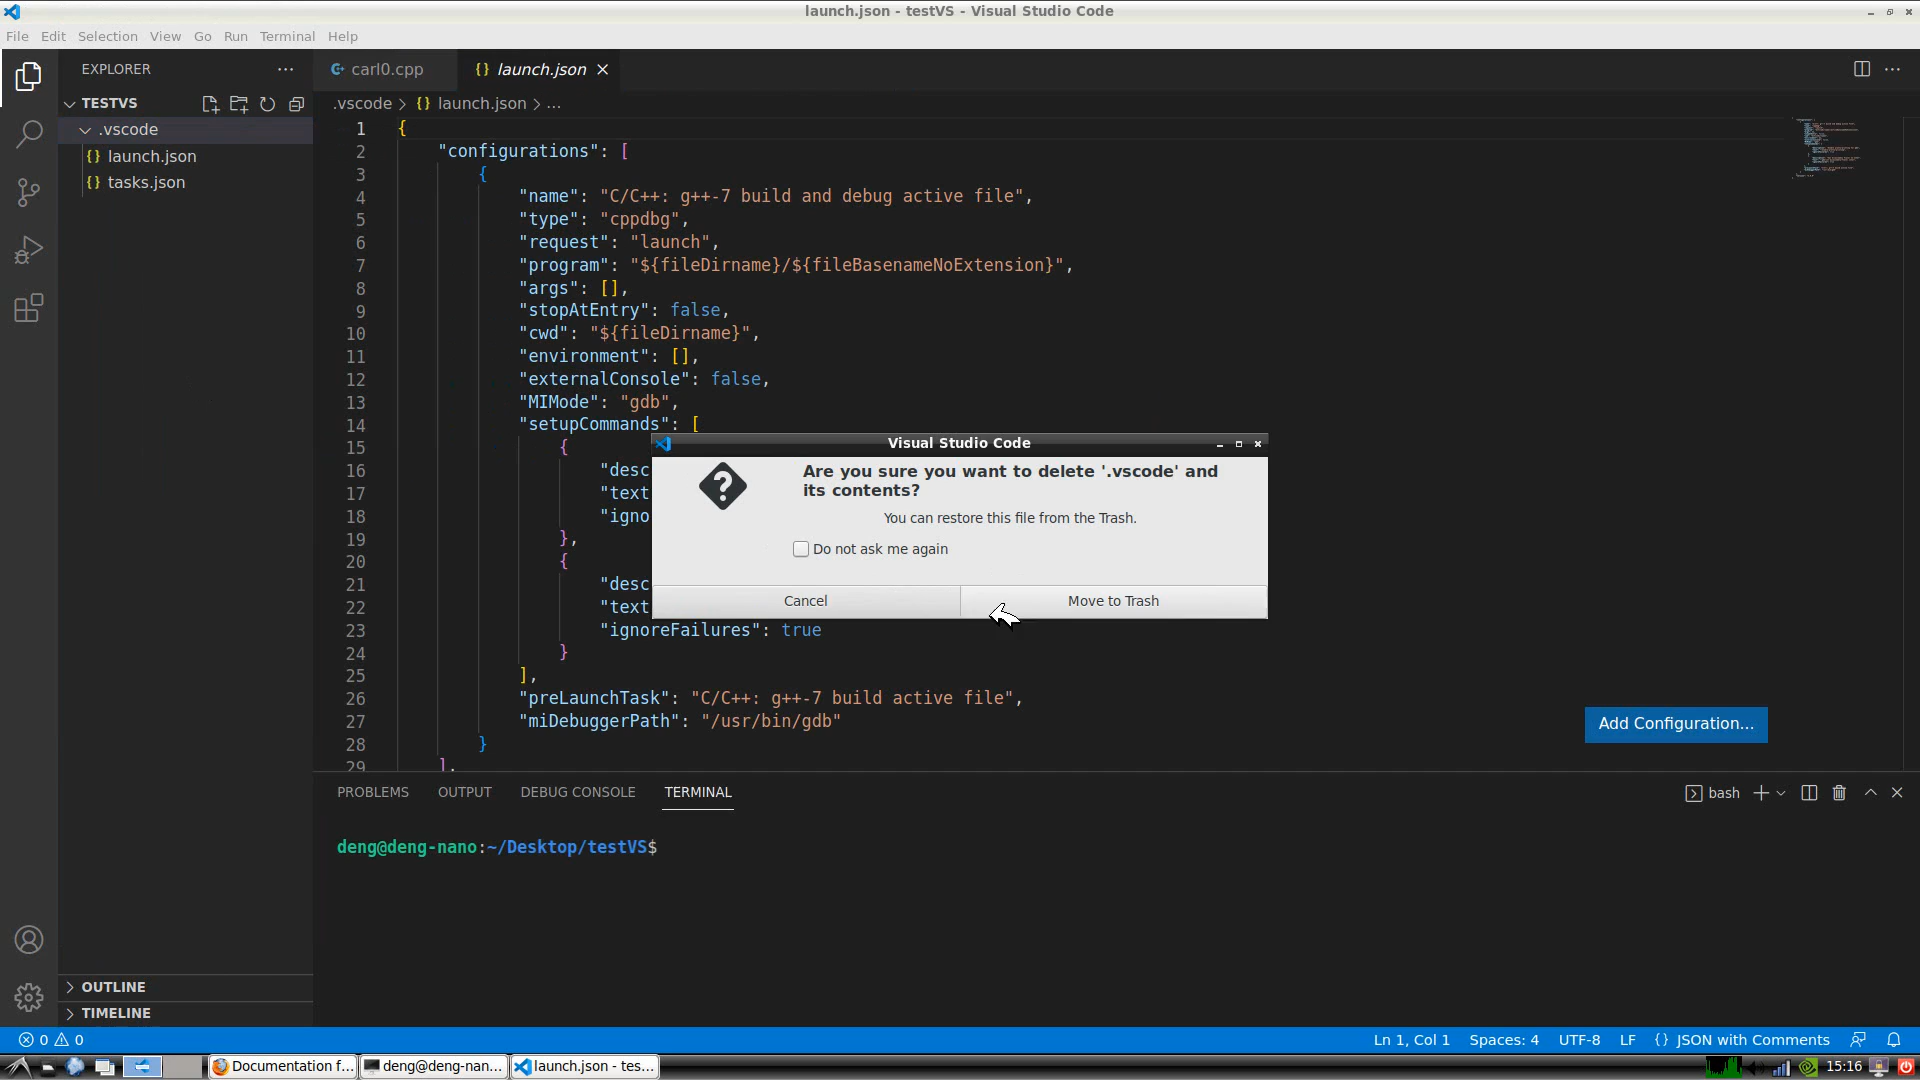 launch.json - testVS - Visual Studio Code
File Edit Selection View Go Run Terminal Help
EXPLORER
TESTVS
.vscode
launch.json
tasks.json
OUTLINE
TIMELINE
carl0.cpp
launch.json
.vscode > {} launch.json > ...
1 {
2 "configurations": [
3 {
4 "name": "C/C++: g++-7 build and debug active file",
5 "type": "cppdbg",
6 "request": "launch",
7 "program": "${fileDirname}/${fileBasenameNoExtension}",
8 "args": [],
9 "stopAtEntry": false,
10 "cwd": "${fileDirname}",
11 "environment": [],
12 "externalConsole": false,
13 "MIMode": "gdb",
14 "setupCommands": [
15 {
16 "desc
17 "text
18 "igno
19 },
20 {
21 "desc
22 "text
23 "ignoreFailures": true
24 }
25 ],
26 "preLaunchTask": "C/C++: g++-7 build active file",
27 "miDebuggerPath": "/usr/bin/gdb"
28 }
29 ],
Visual Studio Code
Are you sure you want to delete '.vscode' and
its contents?
You can restore this file from the Trash.
Do not ask me again
Cancel
Move to Trash
Add Configuration...
PROBLEMS OUTPUT DEBUG CONSOLE TERMINAL
bash
deng@deng-nano:~/Desktop/testVS$
0 0
Ln 1, Col 1 Spaces: 4 UTF-8 LF {} JSON with Comments
Documentation f...
deng@deng-nan...
launch.json - tes...
15:16